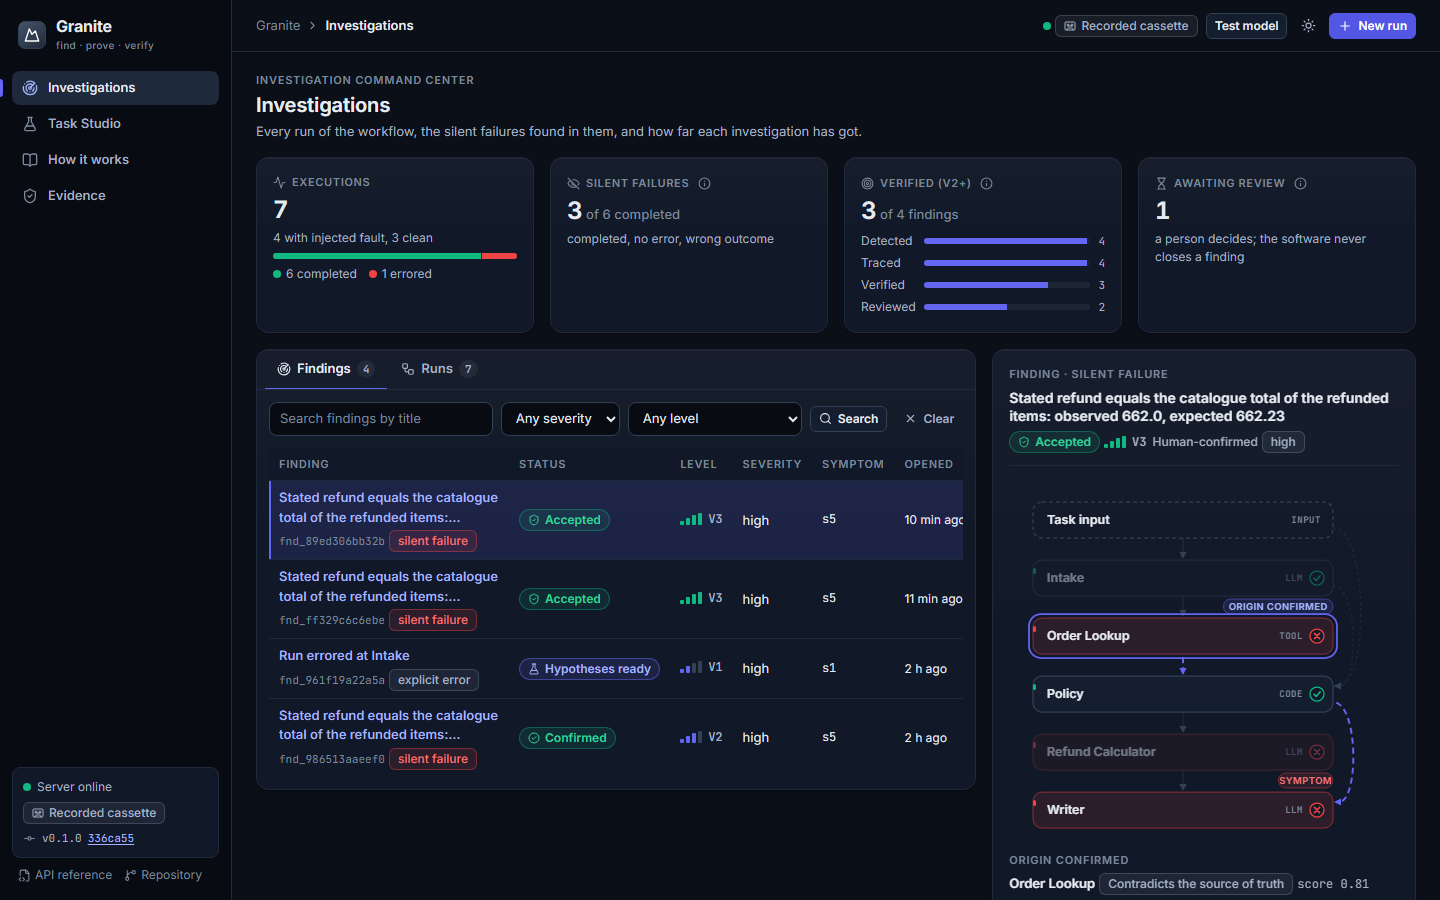 Granite
find · prove · verify
Investigations
Task Studio
How it works
Evidence
Server online
Recorded cassette
v0.1.0 336ca55
API reference Repository
Granite > Investigations
Recorded cassette Test model + New run
INVESTIGATION COMMAND CENTER
Investigations
Every run of the workflow, the silent failures found in them, and how far each investigation has got.
EXECUTIONS
7
4 with injected fault, 3 clean
6 completed 1 errored
SILENT FAILURES
3 of 6 completed
completed, no error, wrong outcome
VERIFIED (V2+)
3 of 4 findings
Detected 4
Traced 4
Verified 3
Reviewed 2
AWAITING REVIEW
1
a person decides; the software never
closes a finding
Findings 4 Runs 7
Search findings by title Any severity Any level Search Clear
FINDING STATUS LEVEL SEVERITY SYMPTOM OPENED
Stated refund equals the catalogue
total of the refunded items:...
fnd_89ed306bb32b silent failure
Accepted V3 high s5 10 min ago
Stated refund equals the catalogue
total of the refunded items:...
fnd_ff329c6c6ebe silent failure
Accepted V3 high s5 11 min ago
Run errored at Intake
fnd_961f19a22a5a explicit error
Hypotheses ready V1 high s1 2 h ago
Stated refund equals the catalogue
total of the refunded items:...
fnd_986513aaeef0 silent failure
Confirmed V2 high s5 2 h ago
FINDING · SILENT FAILURE
Stated refund equals the catalogue total of the refunded
items: observed 662.0, expected 662.23
Accepted V3 Human-confirmed high
Task input INPUT
Intake LLM
ORIGIN CONFIRMED
Order Lookup TOOL
Policy CODE
Refund Calculator LLM
SYMPTOM
Writer LLM
ORIGIN CONFIRMED
Order Lookup Contradicts the source of truth score 0.81